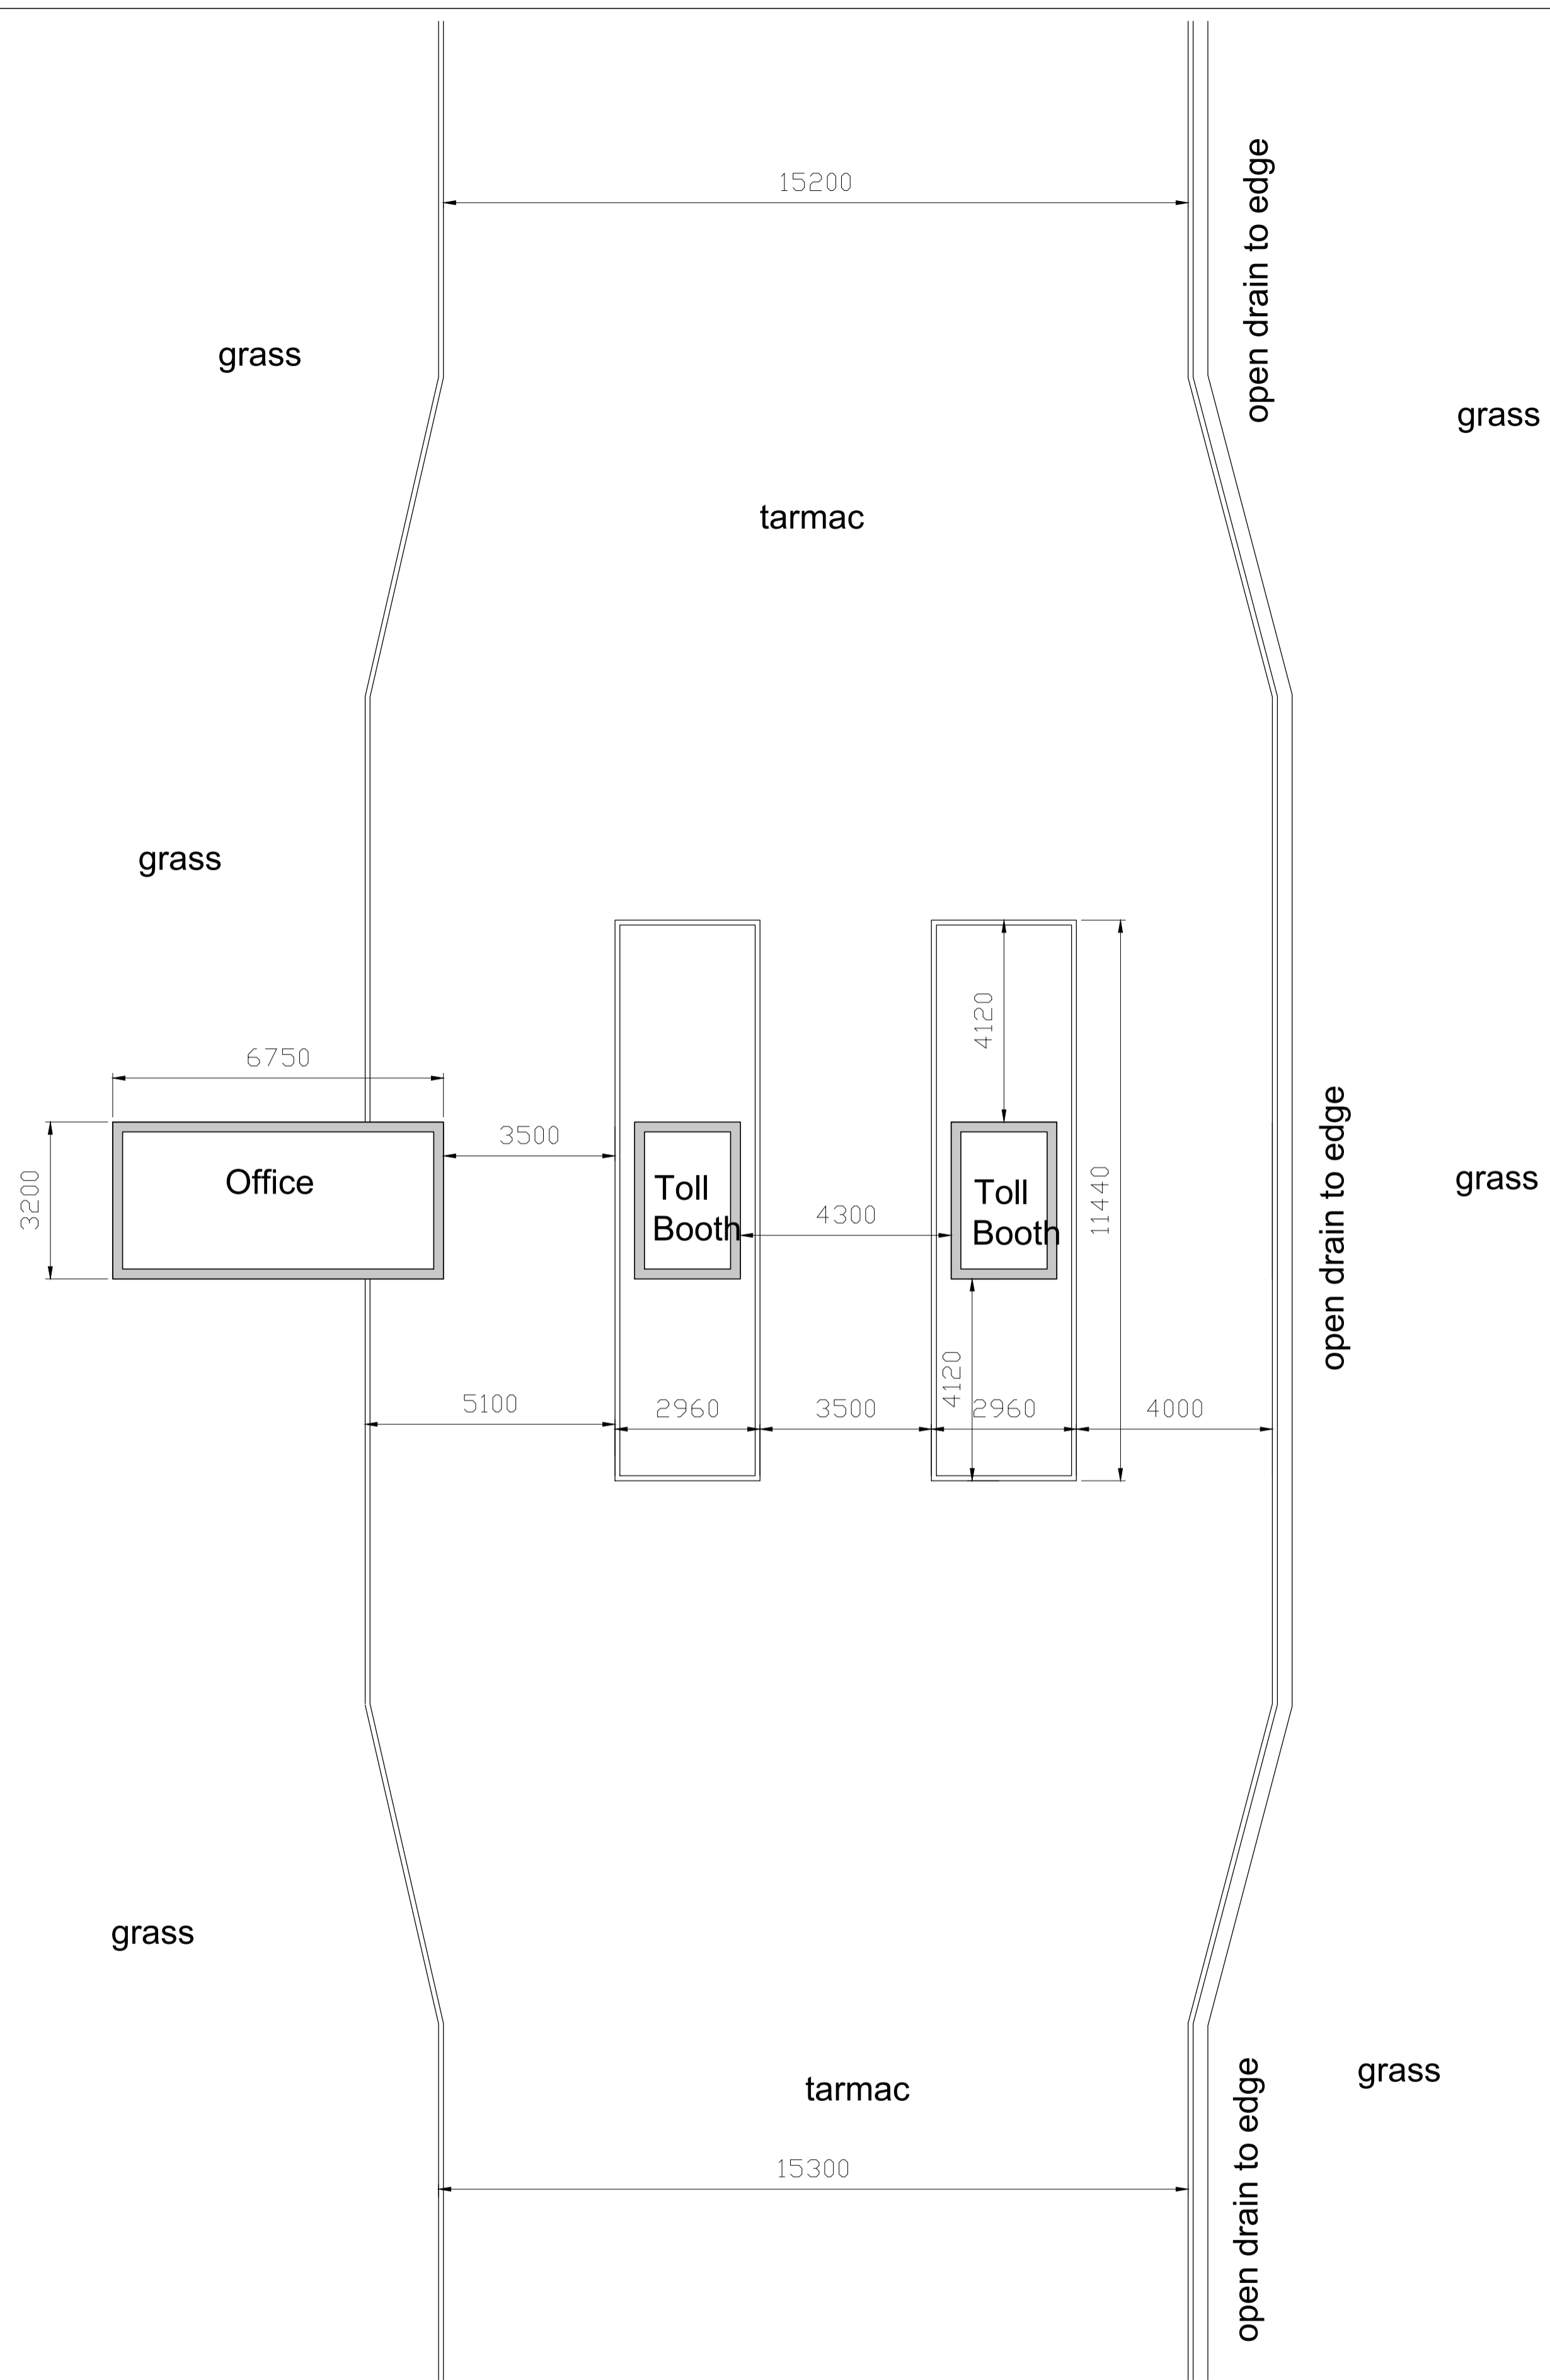 15200
open drain to edge
grass
grass
tarmac
grass
4120
6750
3500
3200
Office
Toll
Booth
4300
Toll
Booth
11440
open drain to edge
grass
5100
2960
3500
4120
2960
4000
grass
tarmac
grass
open drain to edge
15300